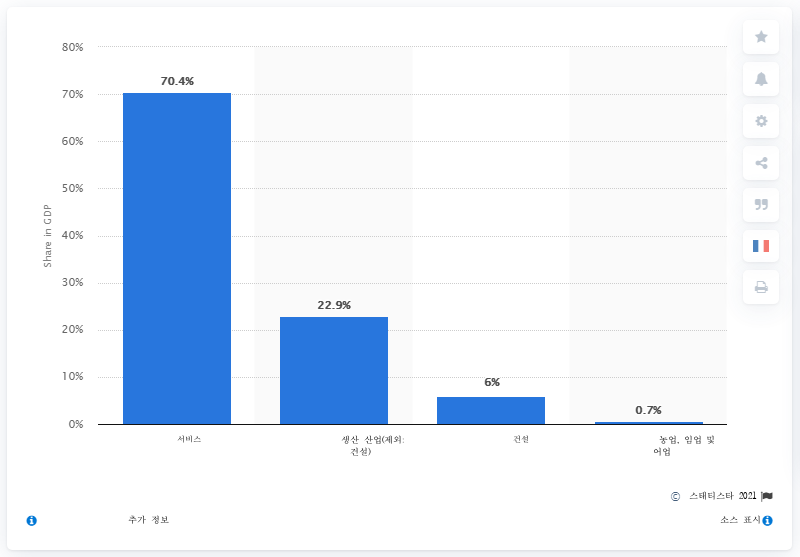 80%
70.4%
70%
60%
50%
40%
Share in GDP
30%
22.9%
20%
10%
6%
0.7%
0%
서비스
생산 산업(제외:
건설)
건설
농업, 임업 및
어업
© 스태티스타 2021
추가 정보
소스 표시